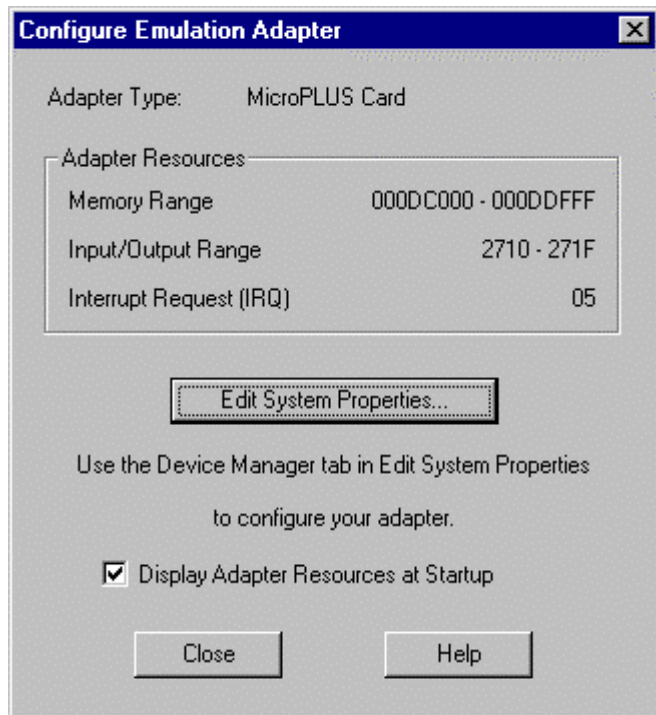 Configure Emulation Adapter
Adapter Type: MicroPLUS Card
Adapter Resources
Memory Range 000DC000 - 000DDFFF
Input/Output Range 2710 - 271F
Interrupt Request (IRQ) 05
Edit System Properties...
Use the Device Manager tab in Edit System Properties
to configure your adapter.
Display Adapter Resources at Startup
Close Help